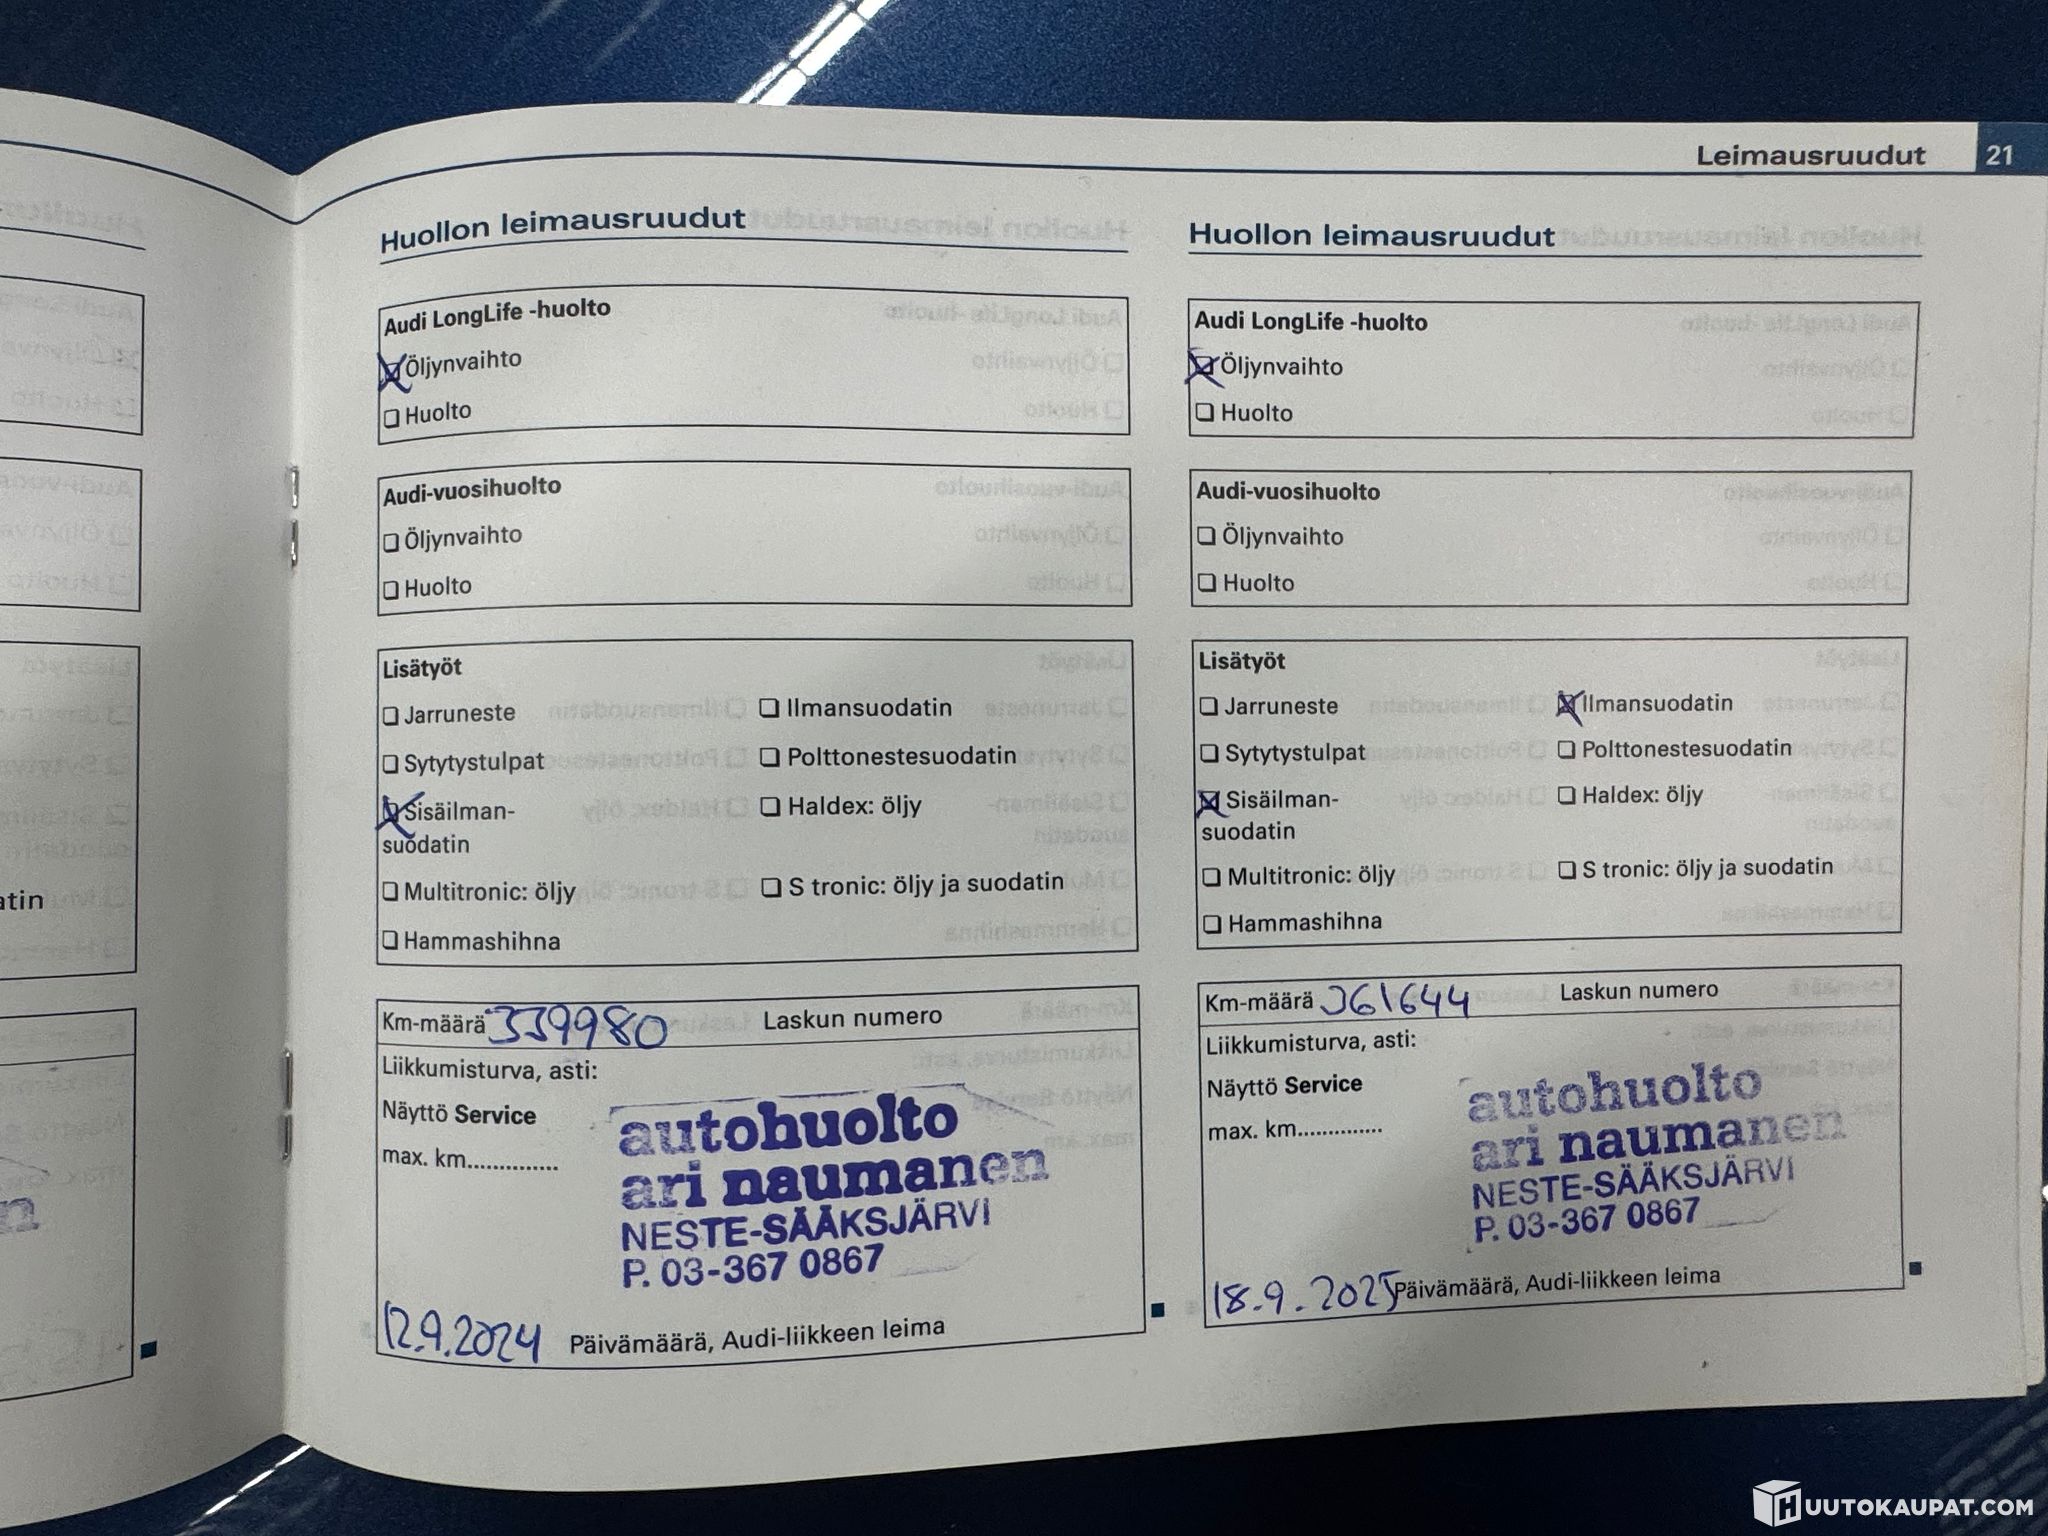 Leimausruudut 21
Huollon leimausruudut
Audi LongLife -huolto
Öljynvaihto
Huolto
Audi-vuosihuolto
Öljynvaihto
Huolto
Lisätyöt
Jarruneste
Ilmansuodatin
Sytytystulpat
Polttonestesuodatin
Sisäilman-
suodatin
Haldex: öljy
Multitronic: öljy
S tronic: öljy ja suodatin
Hammashihna
Km-määrä 339980 Laskun numero
Liikkumisturva, asti:
Näyttö Service
max. km..............
autohuolto
ari naumanen
NESTE-SÄÄKSJÄRVI
P. 03-367 0867
12.9.2024 Päivämäärä, Audi-liikkeen leima
Huollon leimausruudut
Audi LongLife -huolto
Öljynvaihto
Huolto
Audi-vuosihuolto
Öljynvaihto
Huolto
Lisätyöt
Jarruneste
Ilmansuodatin
Sytytystulpat
Polttonestesuodatin
Sisäilman-
suodatin
Haldex: öljy
Multitronic: öljy
S tronic: öljy ja suodatin
Hammashihna
Km-määrä 361644 Laskun numero
Liikkumisturva, asti:
Näyttö Service
max. km..............
autohuolto
ari naumanen
NESTE-SÄÄKSJÄRVI
P. 03-367 0867
18.9.2025 Päivämäärä, Audi-liikkeen leima
HUUTOKAUPAT.COM